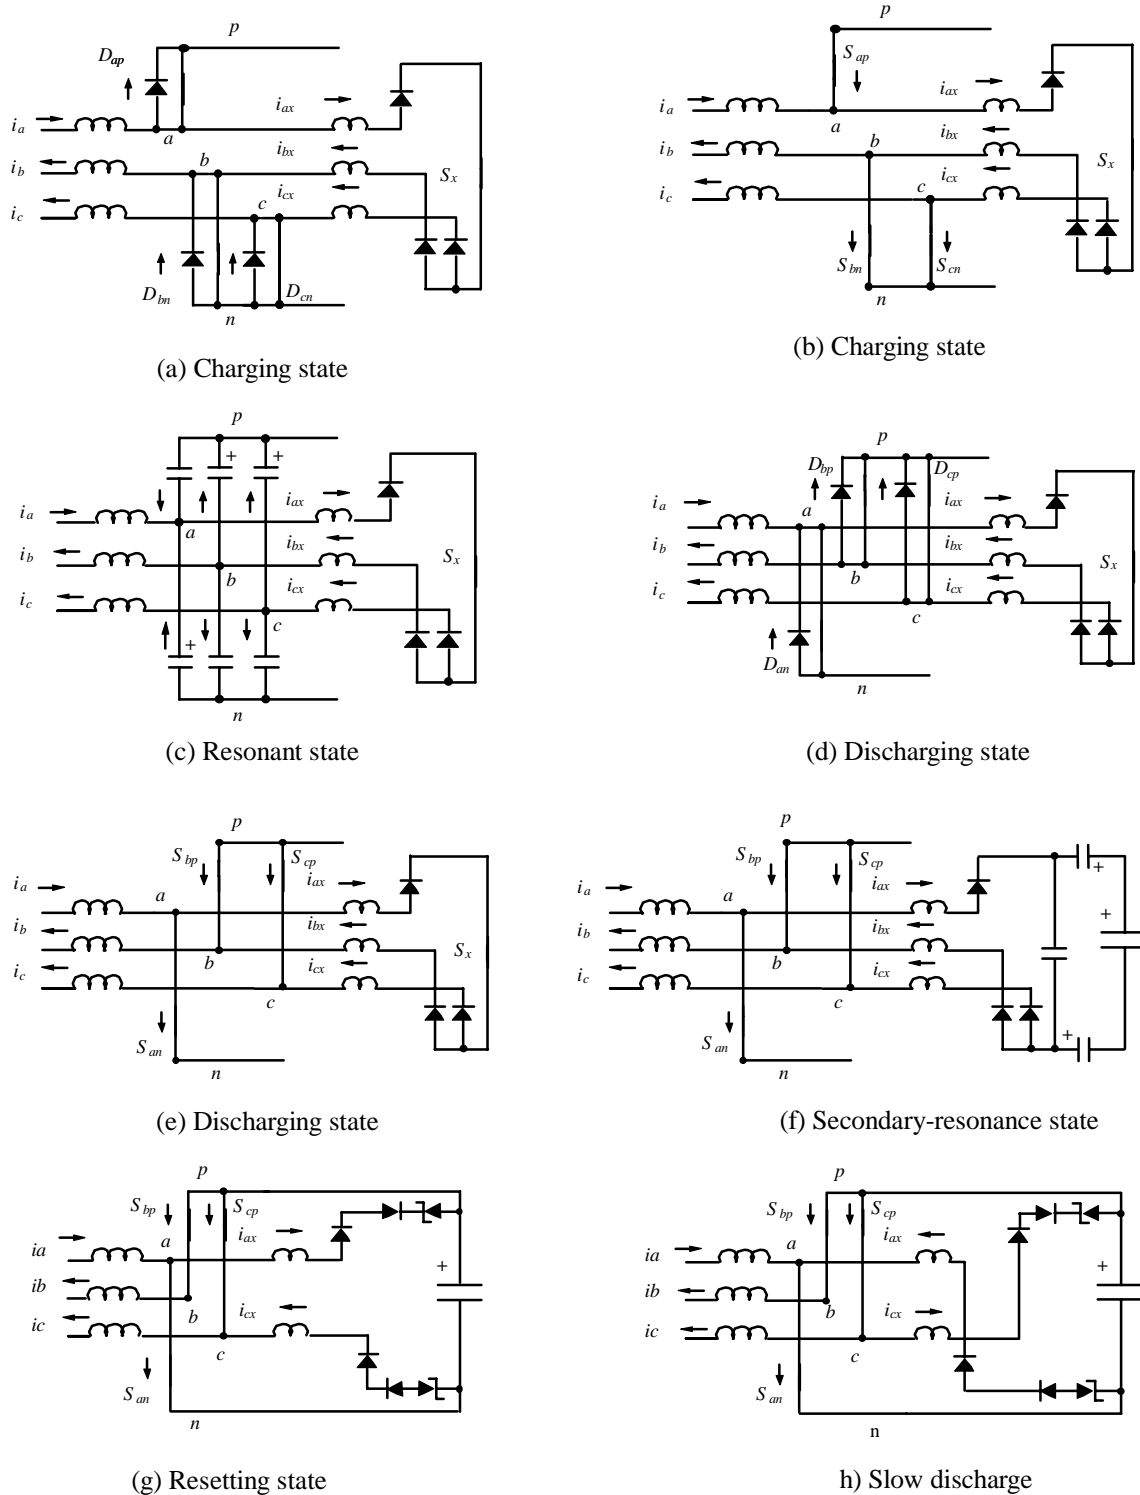 p
D_ap
i_ax
i_a
a
i_bx
i_b
b
S_x
i_cx
i_c
c
D_bn
D_cn
n
(a) Charging state
p
S_ap
i_ax
i_a
a
i_bx
i_b
b
i_cx
i_c
c
S_x
S_bn
S_cn
n
(b) Charging state
p
+
+
i_ax
i_a
a
i_bx
i_b
b
S_x
i_cx
i_c
c
+
n
(c) Resonant state
p
D_bp
D_cp
i_ax
i_a
a
i_bx
i_b
b
S_x
i_cx
i_c
c
D_an
n
(d) Discharging state
p
S_bp
S_cp
i_a
a
i_ax
i_b
i_bx
b
S_x
i_c
i_cx
c
S_an
n
(e) Discharging state
p
S_bp
S_cp
+
i_a
a
i_ax
+
i_b
i_bx
b
i_c
i_cx
c
+
S_an
n
(f) Secondary-resonance state
p
S_bp
S_cp
ia
a
i_ax
+
ib
b
i_cx
ic
c
S_an
n
(g) Resetting state
p
S_bp
S_cp
ia
a
i_ax
+
ib
b
i_cx
ic
c
S_an
n
h) Slow discharge